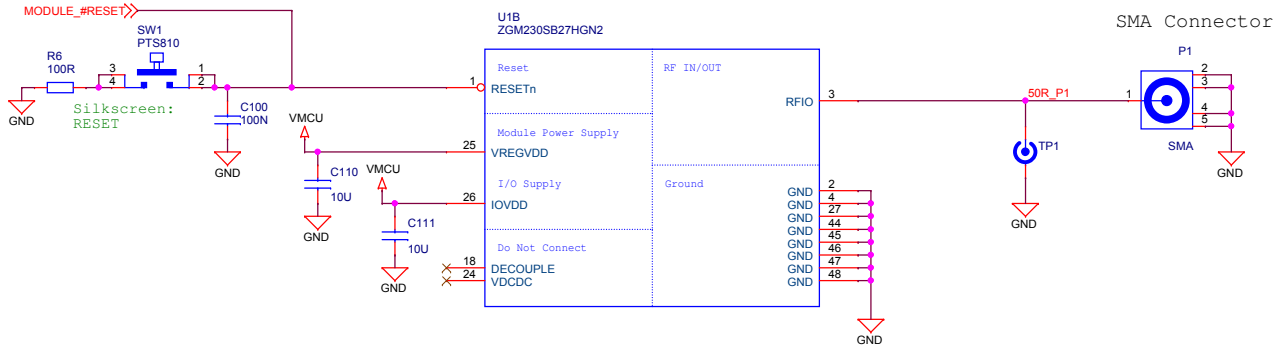 MODULE_#RESET
SW1
PTS810
R6
100R
3
4
1
2
GND
Silkscreen:
RESET
C100
100N
GND
VMCU
C110
10U
GND
VMCU
C111
10U
GND
U1B
ZGM230SB27HGN2
Reset
1
RESETn
Module Power Supply
25
VREGVDD
I/O Supply
26
IOVDD
Do Not Connect
18
DECOUPLE
24
VDCDC
RF IN/OUT
RFIO
3
Ground
GND
2
GND
4
GND
27
GND
44
GND
45
GND
46
GND
47
GND
48
GND
50R_P1
TP1
GND
SMA Connector
P1
1
2
3
4
5
SMA
GND